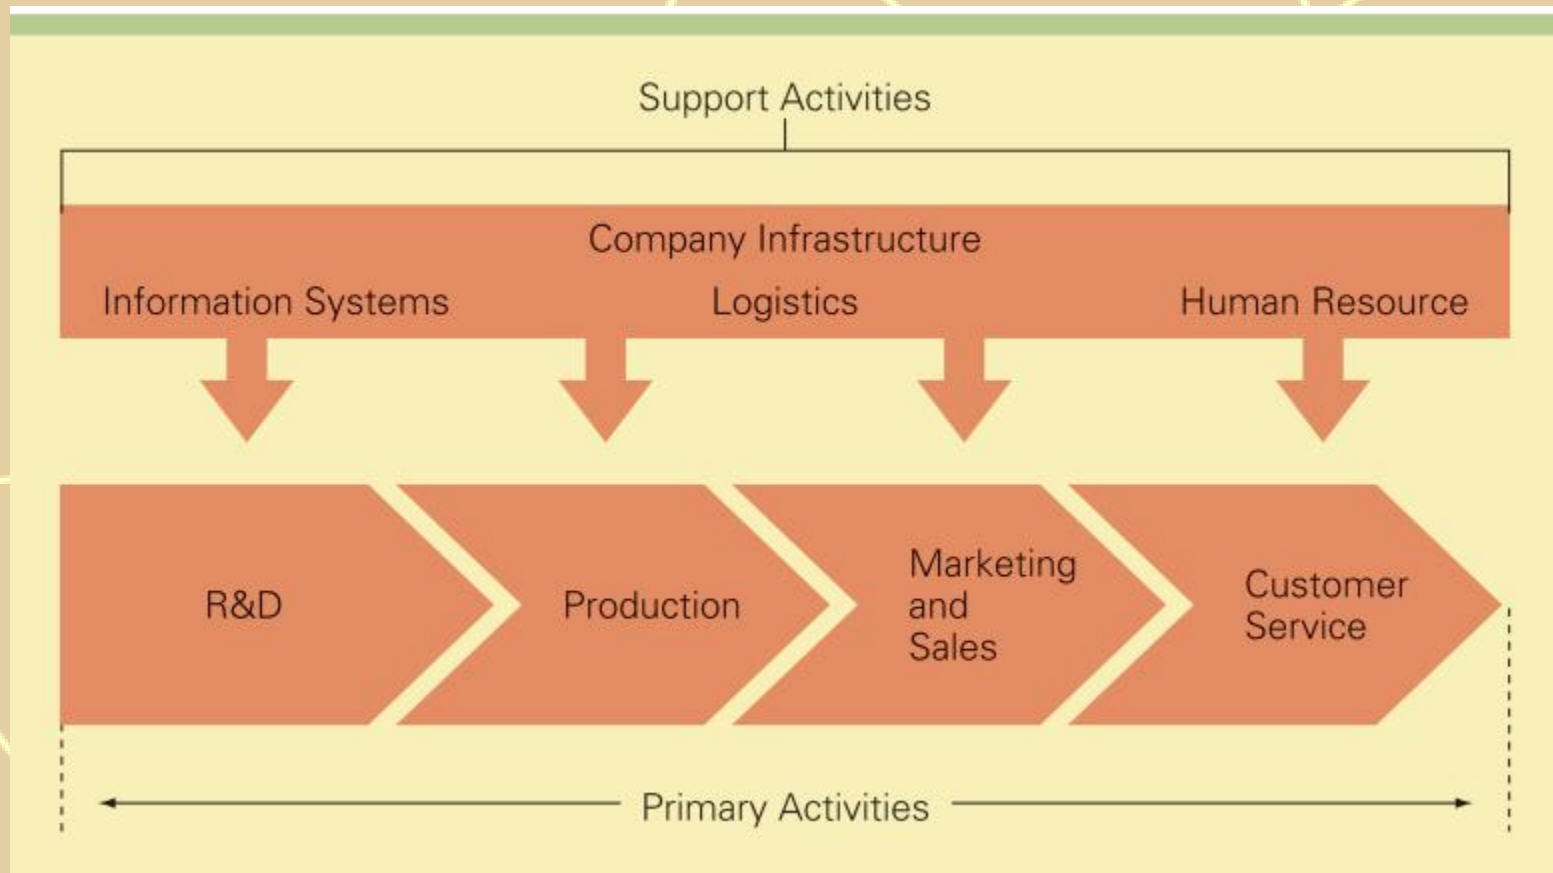 Support Activities
Company Infrastructure
Information Systems Logistics Human Resource
R&D
Production
Marketing
and
Sales
Customer
Service
Primary Activities